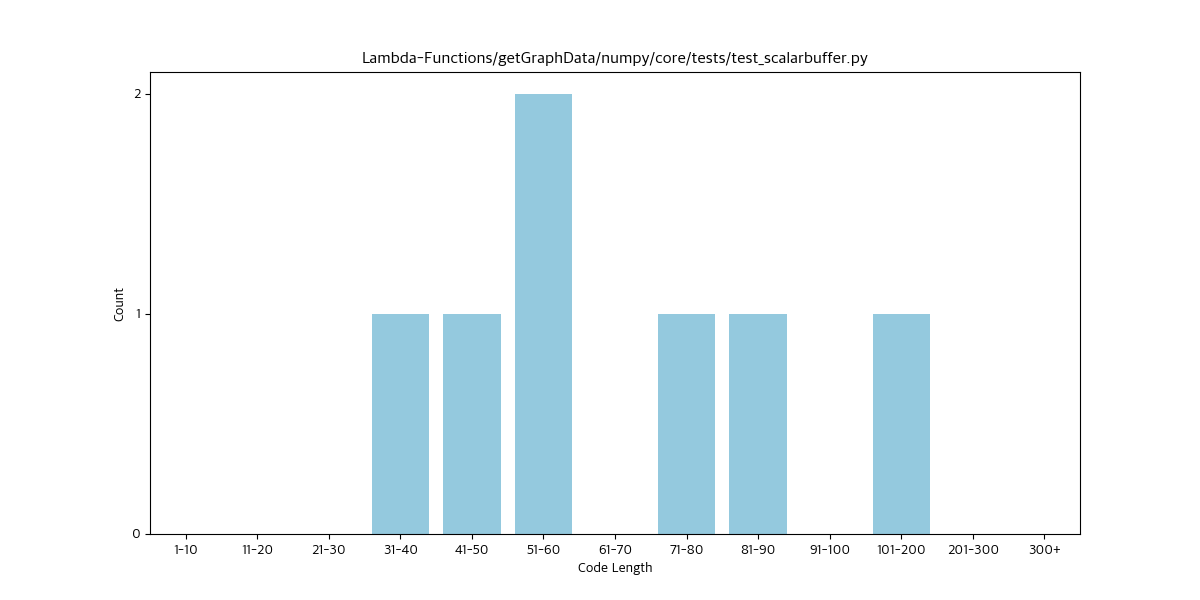 Lambda-Functions/getGraphData/numpy/core/tests/test_scalarbuffer.py
2
1
0
Count
1-10 11-20 21-30 31-40 41-50 51-60 61-70 71-80 81-90 91-100 101-200 201-300 300+
Code Length